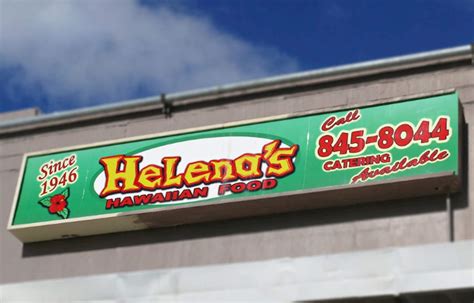 Since
1946
HeLena's
HAWAIIAN FOOD
Call
845-8044
CATERING
Available